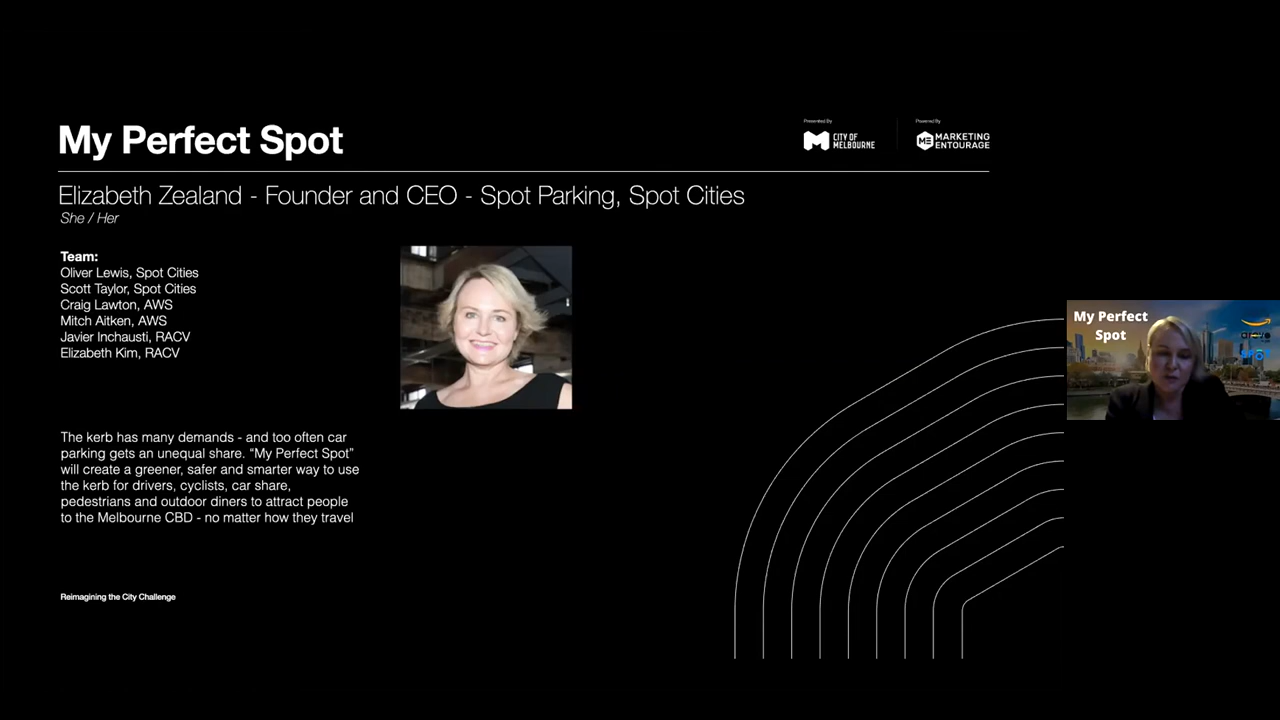 My Perfect Spot
Presented By
CITY OF
MELBOURNE
Powered By
ME MARKETING
ENTOURAGE
Elizabeth Zealand - Founder and CEO - Spot Parking, Spot Cities
She / Her
Team:
Oliver Lewis, Spot Cities
Scott Taylor, Spot Cities
Craig Lawton, AWS
Mitch Aitken, AWS
Javier Inchausti, RACV
Elizabeth Kim, RACV
The kerb has many demands - and too often car
parking gets an unequal share. “My Perfect Spot”
will create a greener, safer and smarter way to use
the kerb for drivers, cyclists, car share,
pedestrians and outdoor diners to attract people
to the Melbourne CBD - no matter how they travel
Reimagining the City Challenge
My Perfect
Spot